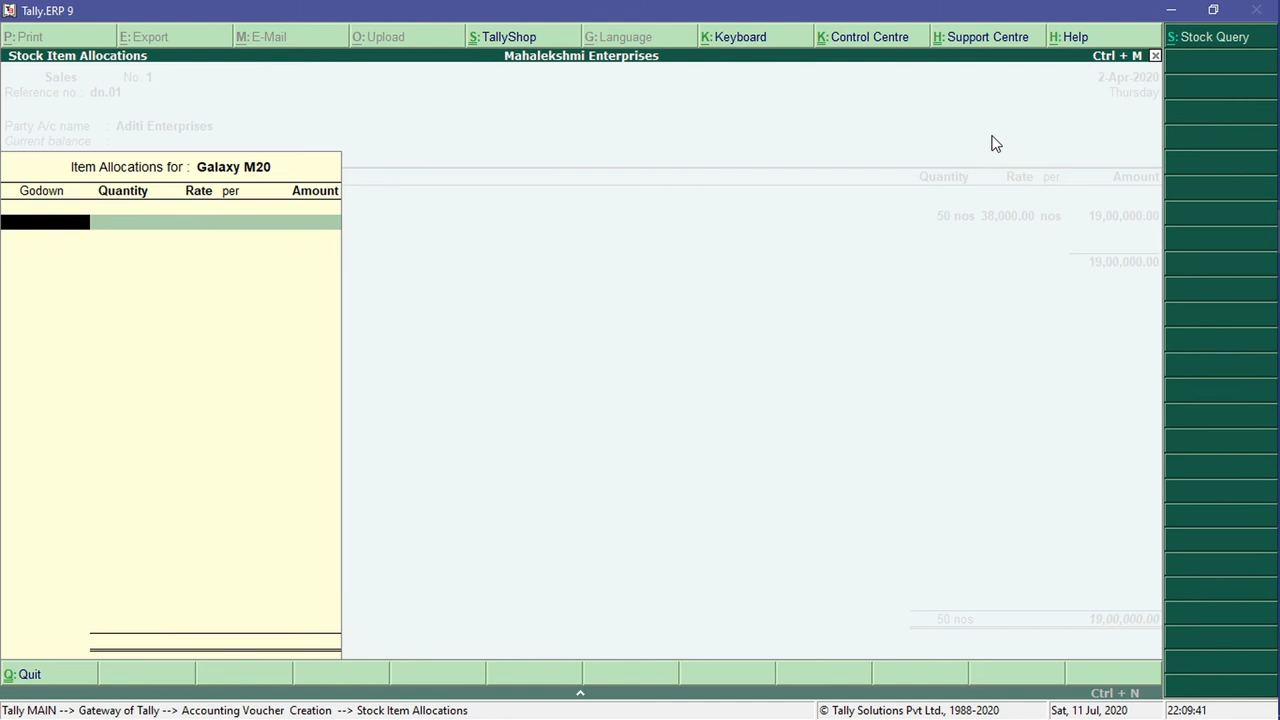 Tally.ERP 9
P: Print E: Export M: E-Mail O: Upload S: TallyShop G: Language K: Keyboard K: Control Centre H: Support Centre H: Help S: Stock Query
Stock Item Allocations Mahalekshmi Enterprises Ctrl + M
Sales No. 1 2-Apr-2020
Reference no.: dn.01 Thursday
Party A/c name : Aditi Enterprises
Current balance :
Item Allocations for : Galaxy M20
Quantity Rate per Amount
Godown Quantity Rate per Amount
50 nos 38,000.00 nos 19,00,000.00
19,00,000.00
50 nos 19,00,000.00
Q: Quit
Ctrl + N
Tally MAIN --> Gateway of Tally --> Accounting Voucher Creation --> Stock Item Allocations © Tally Solutions Pvt Ltd., 1988-2020 Sat, 11 Jul, 2020 22:09:41